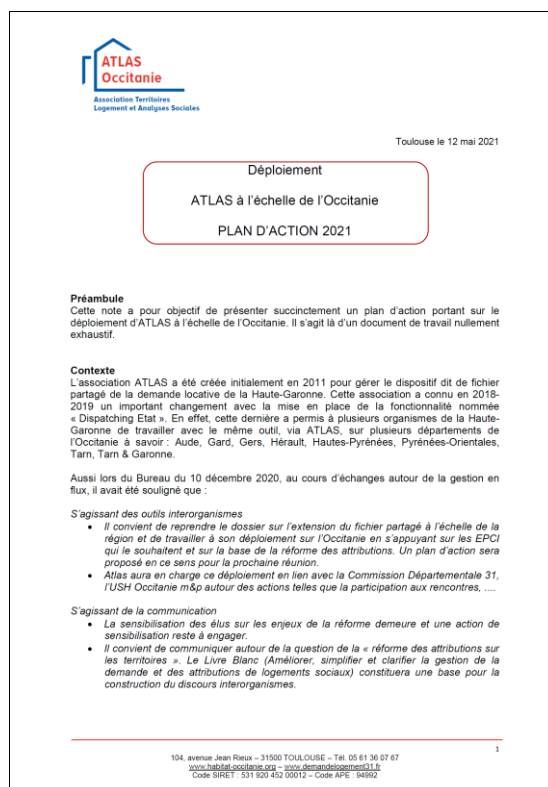 ATLAS
Occitanie
Association Territoires
Logement et Analyses Sociales
Toulouse le 12 mai 2021
Déploiement
ATLAS à l'échelle de l'Occitanie
PLAN D'ACTION 2021
Préambule
Cette note a pour objectif de présenter succinctement un plan d'action portant sur le
déploiement d'ATLAS à l'échelle de l'Occitanie. Il s'agit là d'un document de travail nullement
exhaustif.
Contexte
L'association ATLAS a été créée initialement en 2011 pour gérer le dispositif dit de fichier
partagé de la demande locative de la Haute-Garonne. Cette association a connu en 2018-
2019 un important changement avec la mise en place de la fonctionnalité nommée
« Dispatching Etat ». En effet, cette dernière a permis à plusieurs organismes de la Haute-
Garonne de travailler avec le même outil, via ATLAS, sur plusieurs départements de
l'Occitanie à savoir : Aude, Gard, Gers, Hérault, Hautes-Pyrénées, Pyrénées-Orientales,
Tarn, Tarn & Garonne.
Aussi lors du Bureau du 10 décembre 2020, au cours d'échanges autour de la gestion en
flux, il avait été souligné que :
S'agissant des outils interorganismes
• Il convient de reprendre le dossier sur l'extension du fichier partagé à l'échelle de la
région et de travailler à son déploiement sur l'Occitanie en s'appuyant sur les EPCI
qui le souhaitent et sur la base de la réforme des attributions. Un plan d'action sera
proposé en ce sens pour la prochaine réunion.
• Atlas aura en charge ce déploiement en lien avec la Commission Départementale 31,
l'USH Occitanie m&p autour des actions telles que la participation aux rencontres, ....
S'agissant de la communication
• La sensibilisation des élus sur les enjeux de la réforme demeure et une action de
sensibilisation reste à engager.
• Il convient de communiquer autour de la question de la « réforme des attributions sur
les territoires ». Le Livre Blanc (Améliorer, simplifier et clarifier la gestion de la
demande et des attributions de logements sociaux) constituera une base pour la
construction du discours interorganismes.
1
104, avenue Jean Rieux – 31500 TOULOUSE – Tél. 05 61 36 07 67
www.habitat-occitanie.org – www.demandelogement31.fr
Code SIRET : 531 920 452 00012 – Code APE : 94992